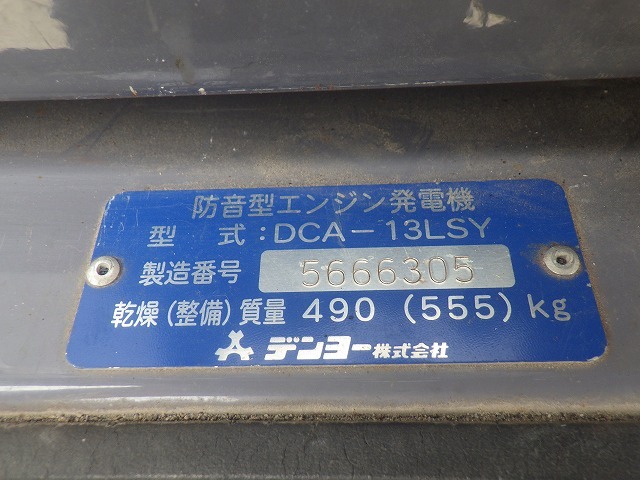 防音型エンジン発電機
型 式:DCA-13LSY
製造番号 5666305
乾燥(整備)質量 490 (555) kg
デンヨー株式会社